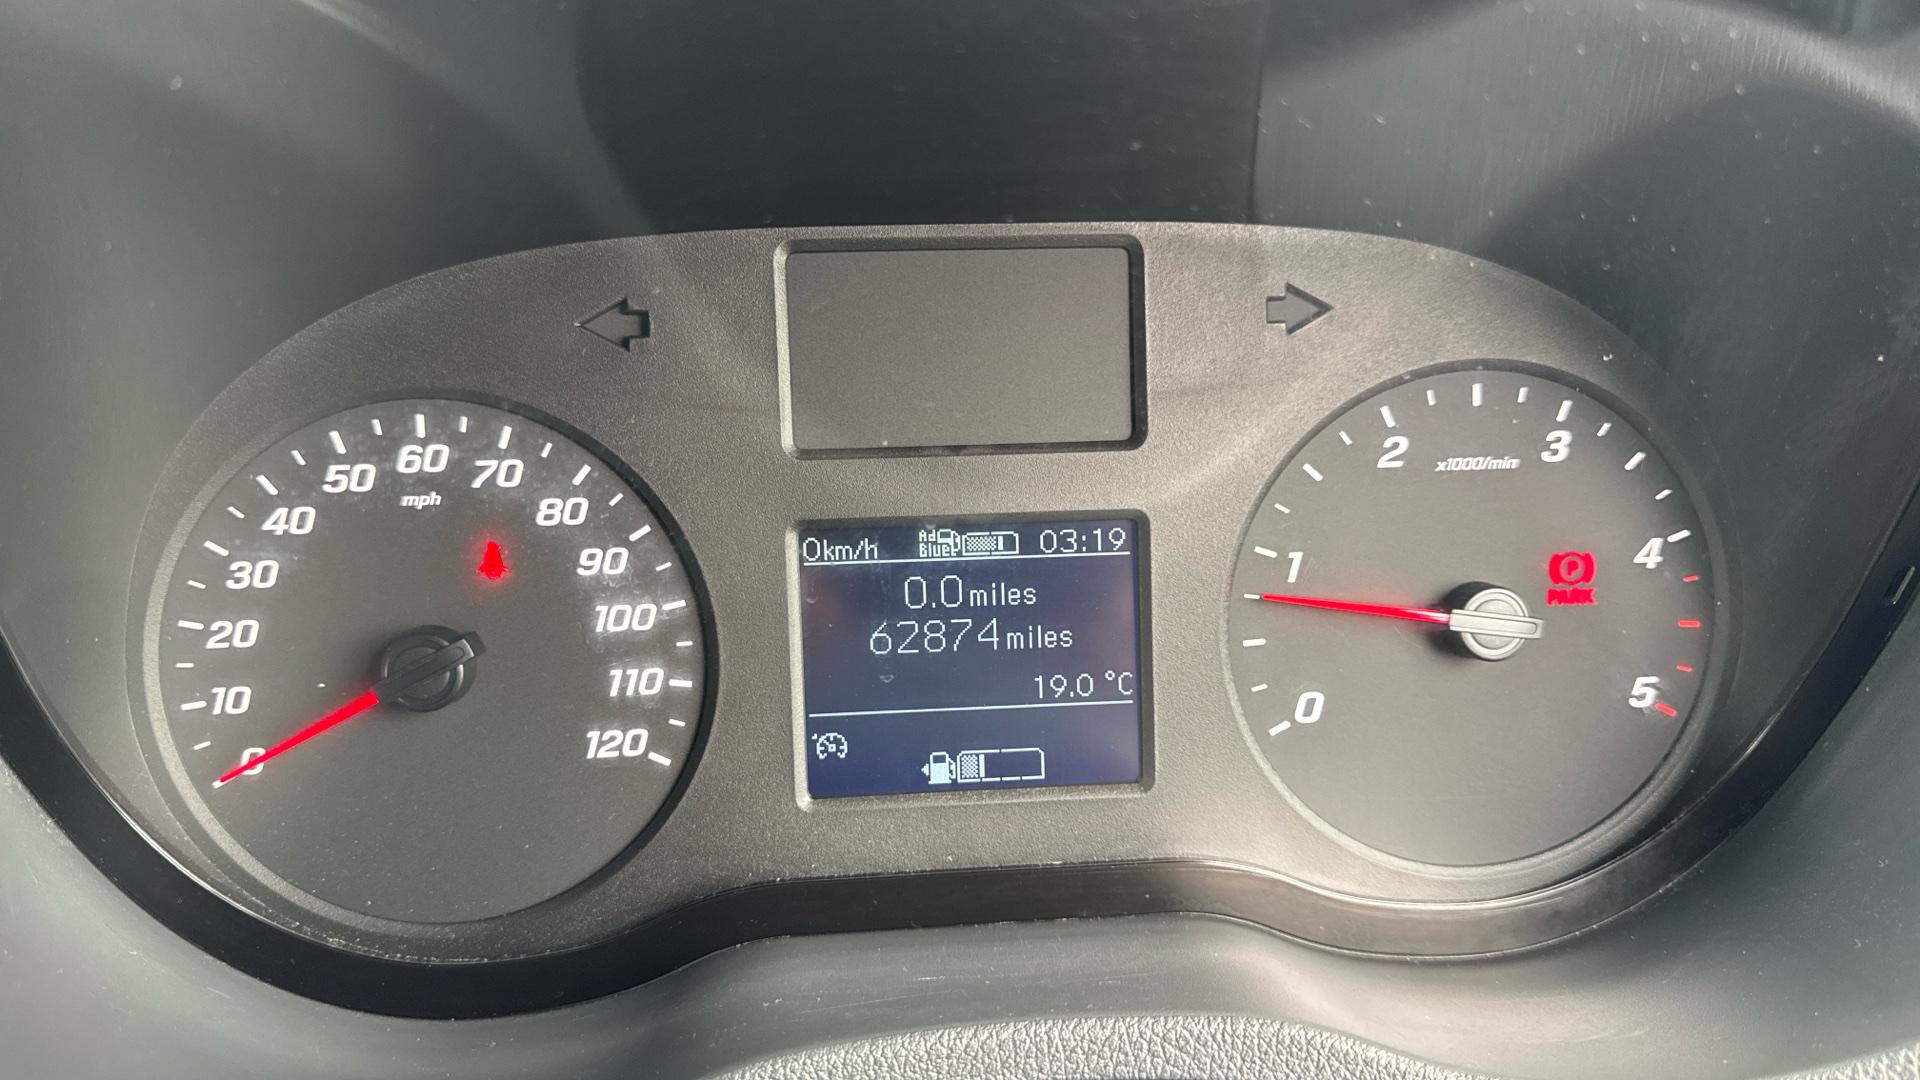 10 20 30 40 50 60 70 80 90 100 110 120
mph
0km/h Ad Blue 03:19
0.0 miles
62874 miles
19.0 °C
0 1 2 3 4 5
x1000/min
P
PARK